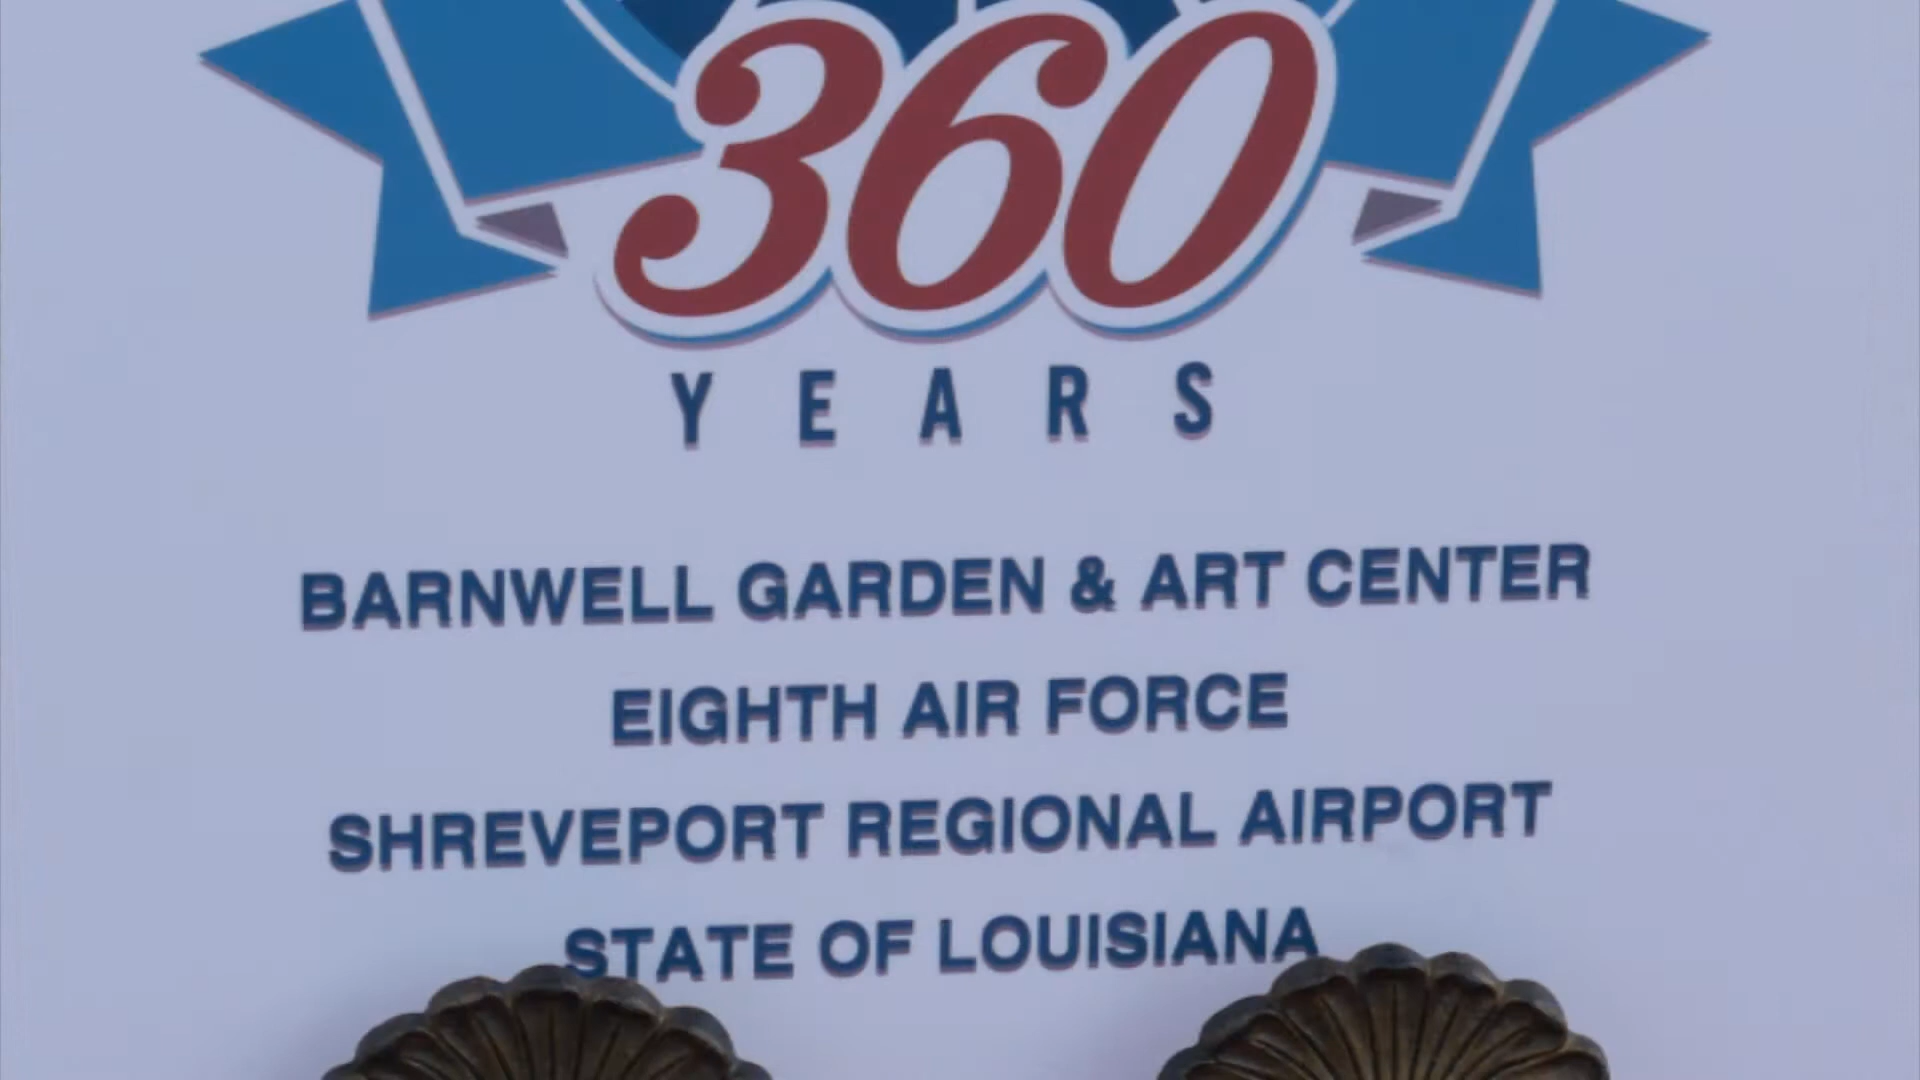 360
YEARS
BARNWELL GARDEN & ART CENTER
EIGHTH AIR FORCE
SHREVEPORT REGIONAL AIRPORT
STATE OF LOUISIANA